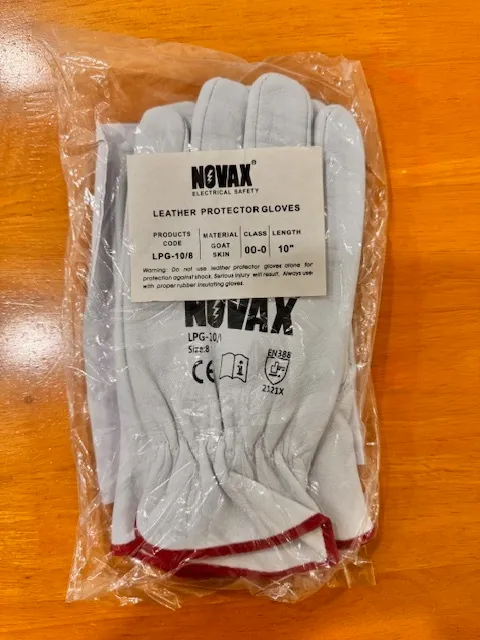 NOVAX®
ELECTRICAL SAFETY
LEATHER PROTECTOR GLOVES
PRODUCTS CODE MATERIAL CLASS LENGTH
LPG-10/8 GOAT SKIN 00-0 10"
Warning: Do not use leather protector gloves alone for
protection against shock. Serious injury will result. Always use
with proper rubber insulating gloves.
NOVAX
LPG-10/
Size:8
CE
i
EN388
2121X